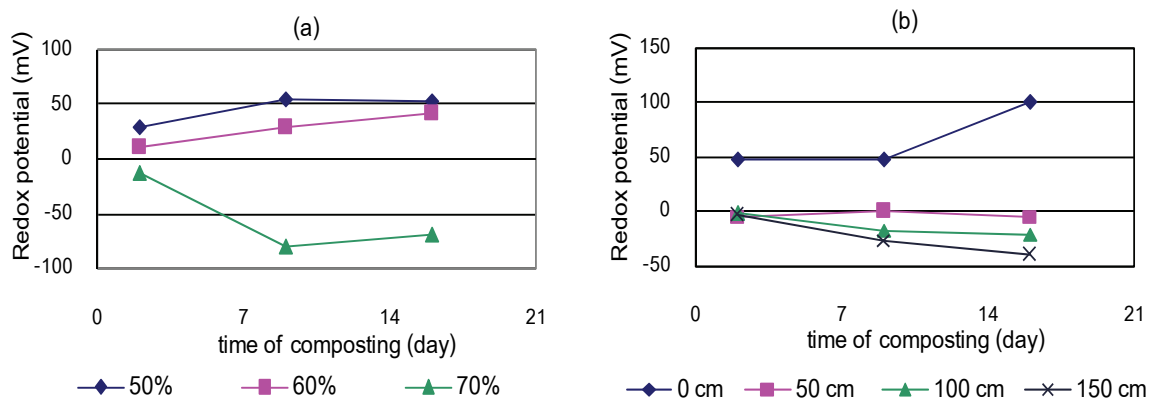 (a)
Redox potential (mV)
100
50
0
-50
-100
0 7 14 21
time of composting (day)
50% 60% 70%
(b)
Redox potential (mV)
150
100
50
0
-50
0 7 14 21
time of composting (day)
0 cm 50 cm 100 cm 150 cm